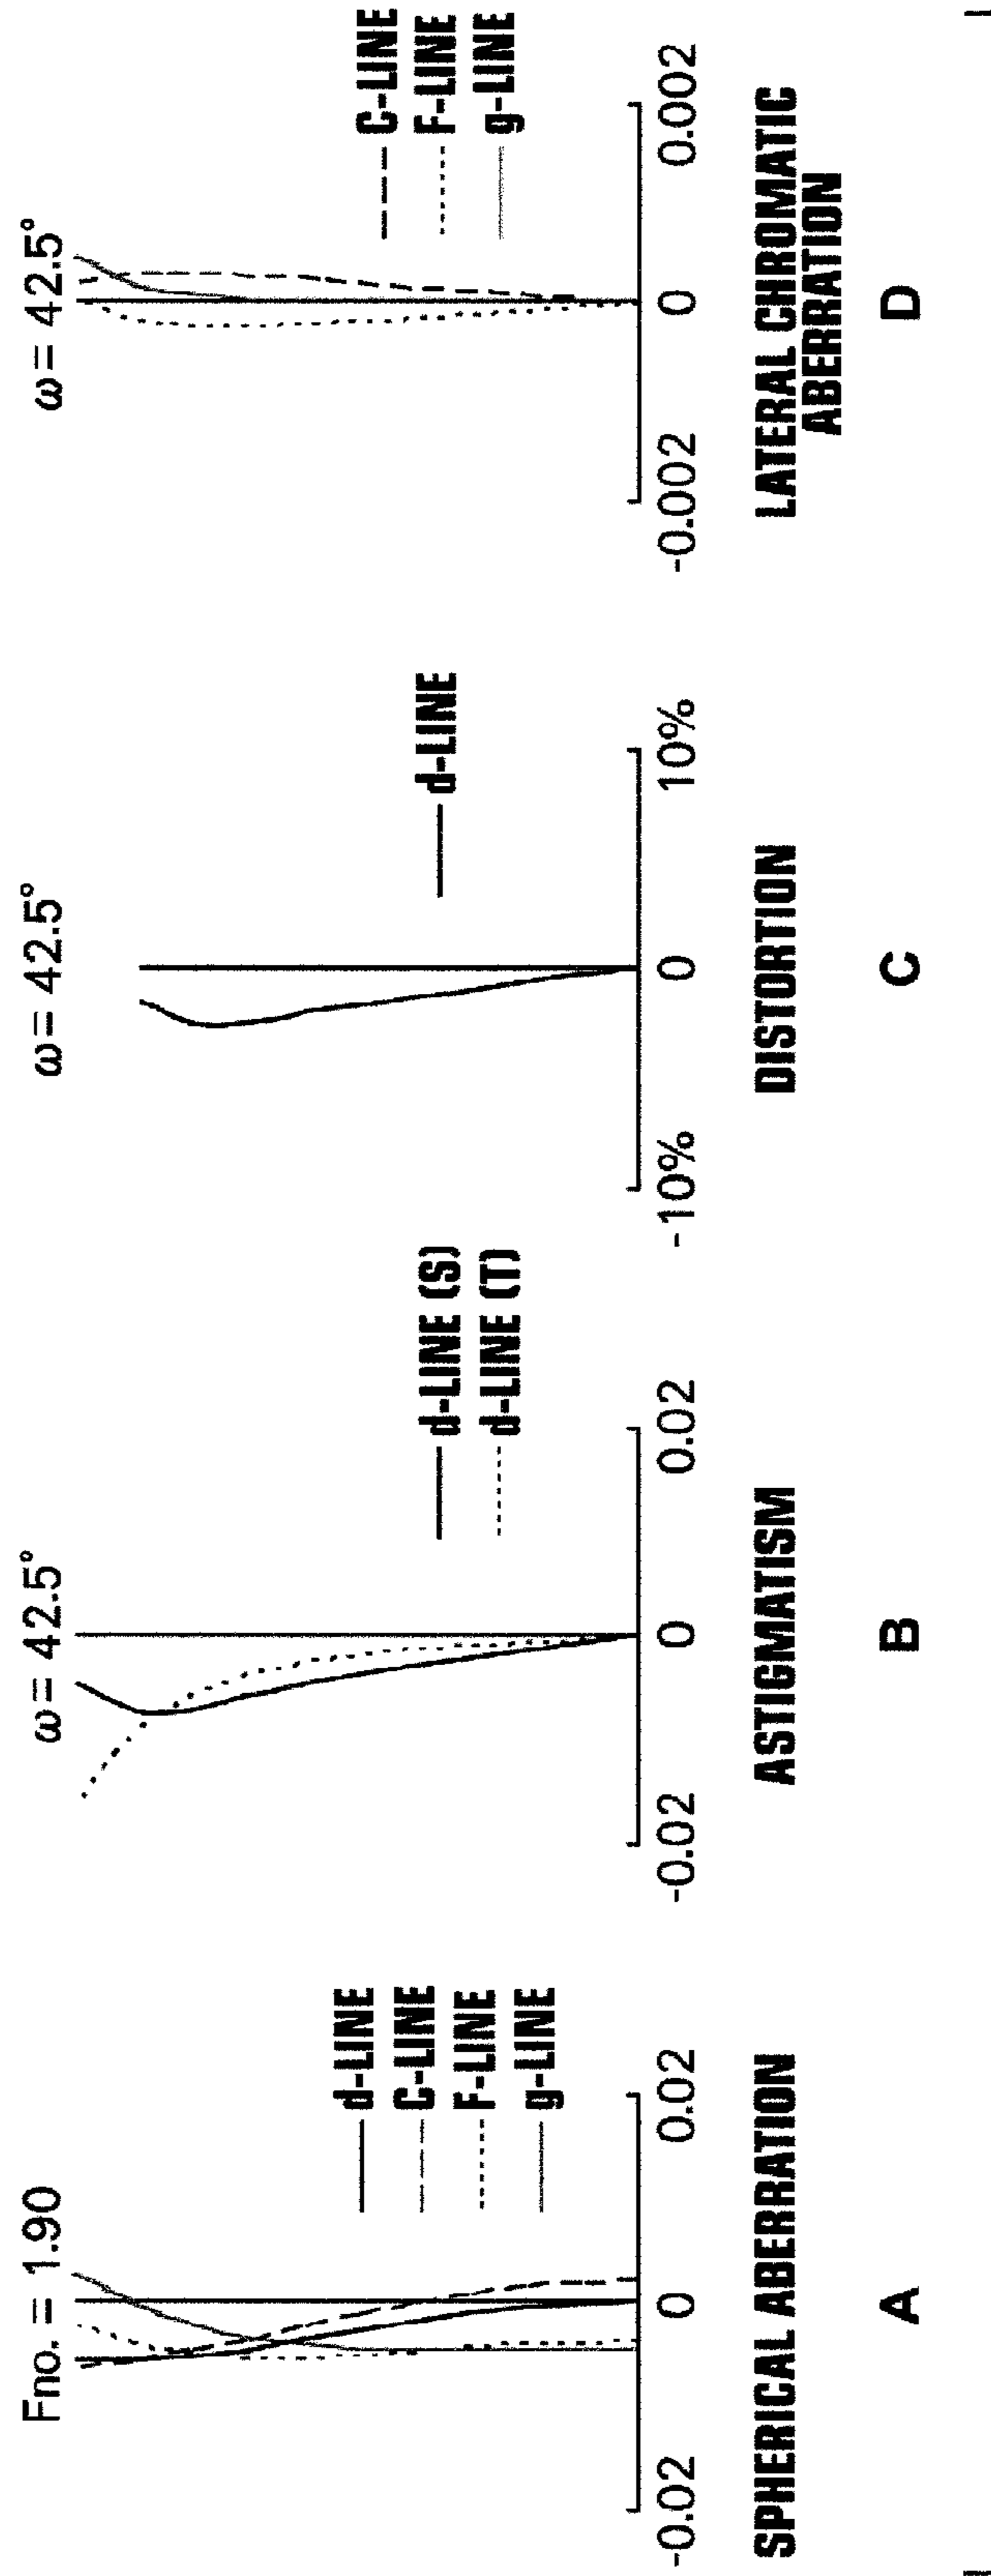 Fno. = 1.90
d-LINE
C-LINE
F-LINE
g-LINE
-0.02
0
0.02
SPHERICAL ABERRATION
A
ω= 42.5°
d-LINE (S)
d-LINE (T)
-0.02
0
0.02
ASTIGMATISM
B
ω= 42.5°
d-LINE
-10%
0
10%
DISTORTION
C
ω= 42.5°
C-LINE
F-LINE
g-LINE
-0.002
0
0.002
LATERAL CHROMATIC
ABERRATION
D